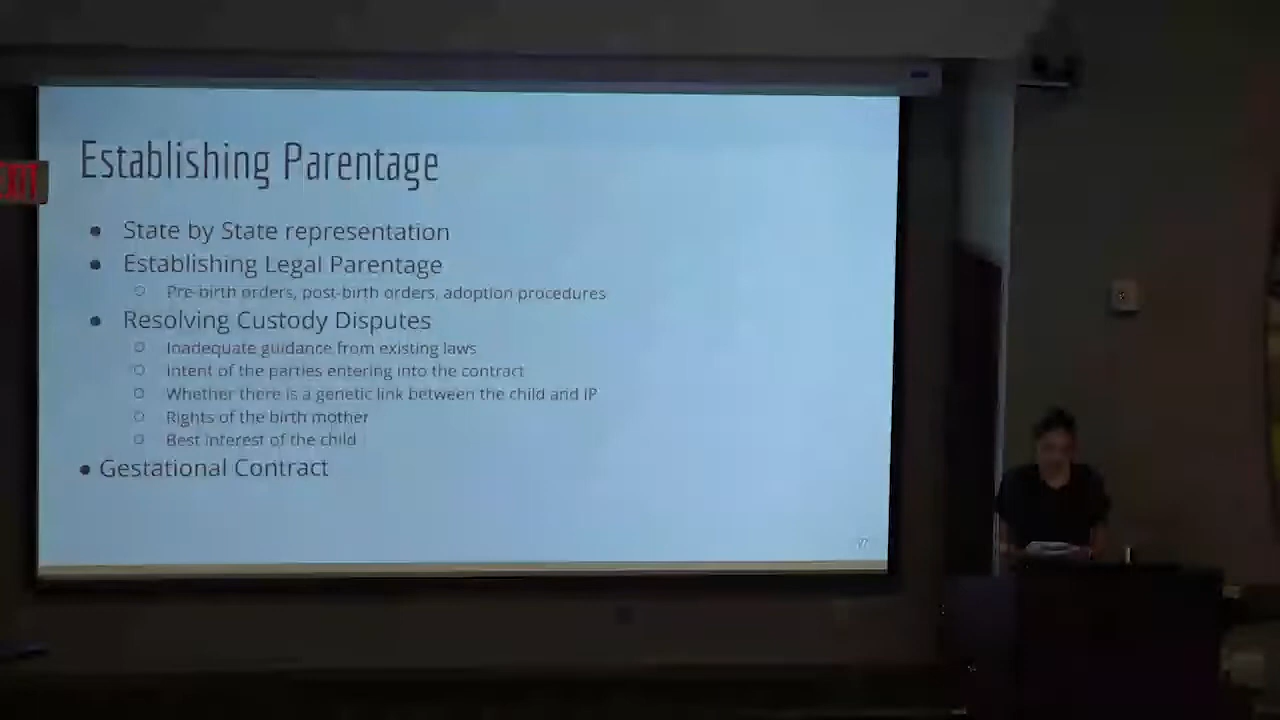 Establishing Parentage
● State by State representation
● Establishing Legal Parentage
○ Pre-birth orders, post-birth orders, adoption procedures
● Resolving Custody Disputes
○ Inadequate guidance from existing laws
○ Intent of the parties entering into the contract
○ Whether there is a genetic link between the child and IP
○ Rights of the birth mother
○ Best interest of the child
● Gestational Contract